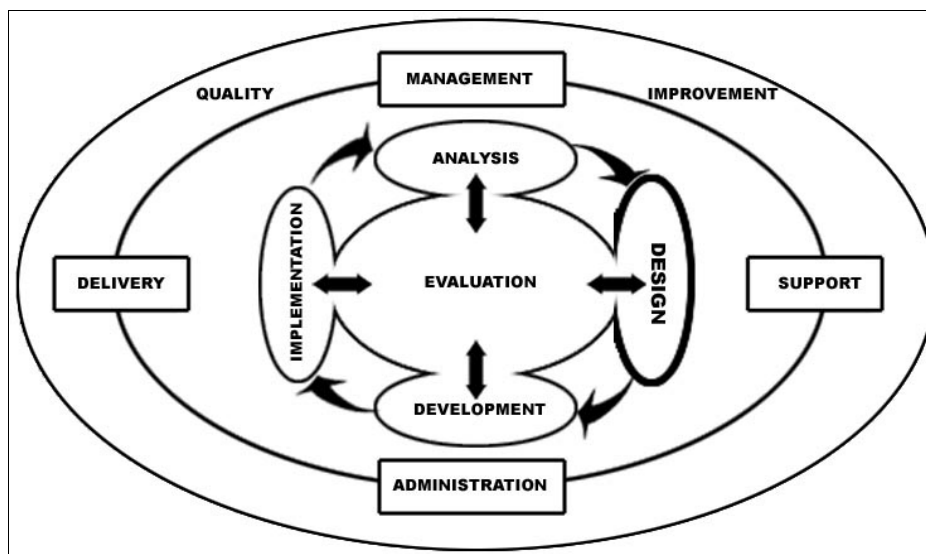 MANAGEMENT
QUALITY
IMPROVEMENT
ANALYSIS
IMPLEMENTATION
DESIGN
DELIVERY
EVALUATION
SUPPORT
DEVELOPMENT
ADMINISTRATION